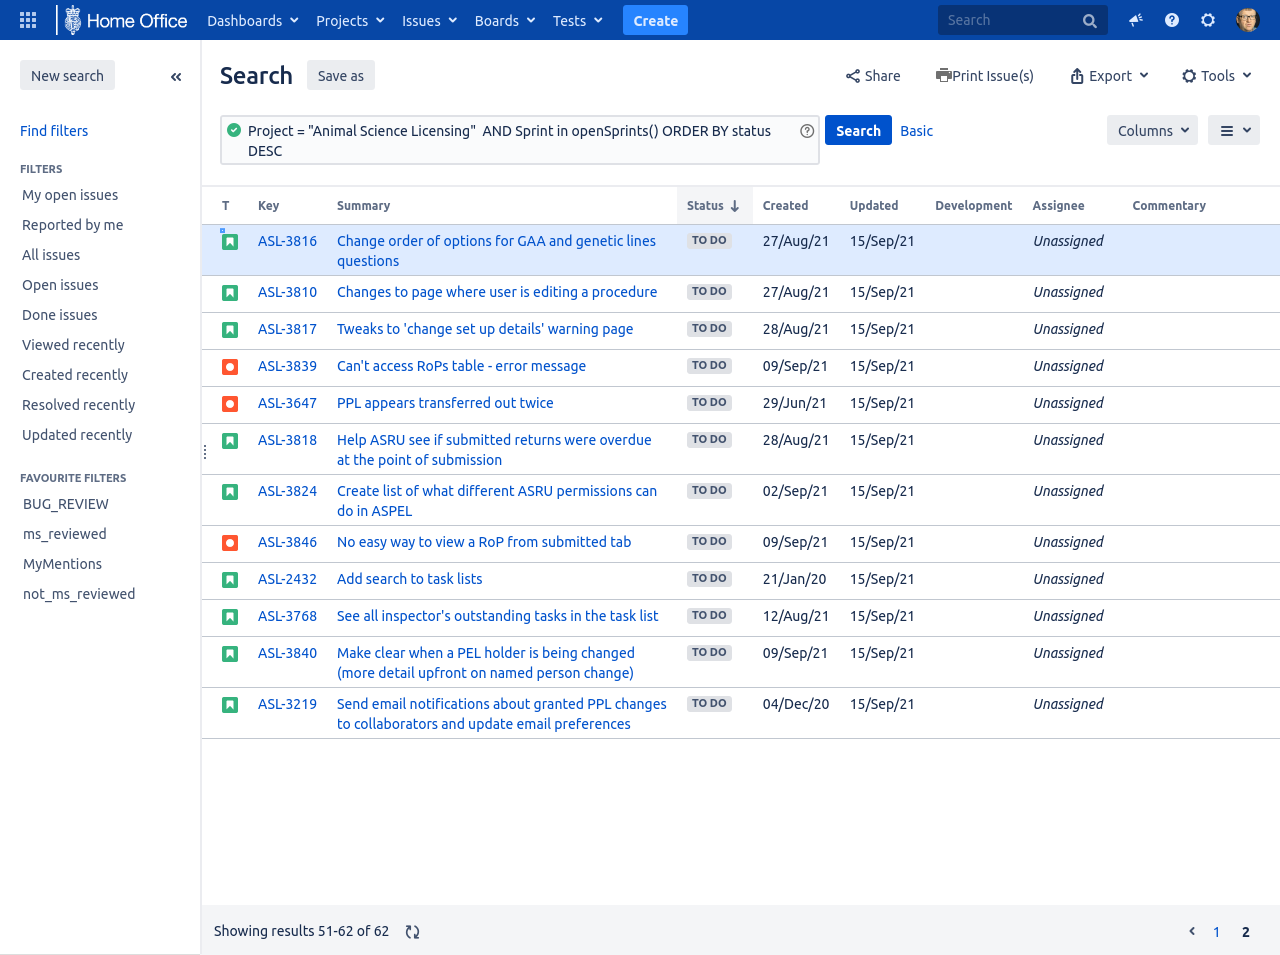 Home Office Dashboards Projects Issues Boards Tests Create Search
New search
Find filters
FILTERS
My open issues
Reported by me
All issues
Open issues
Done issues
Viewed recently
Created recently
Resolved recently
Updated recently
FAVOURITE FILTERS
BUG_REVIEW
ms_reviewed
MyMentions
not_ms_reviewed
Search Save as Share Print Issue(s) Export Tools
Project = "Animal Science Licensing" AND Sprint in openSprints() ORDER BY status
DESC
Search Basic Columns
T Key Summary Status Created Updated Development Assignee Commentary
ASL-3816 Change order of options for GAA and genetic lines TO DO 27/Aug/21 15/Sep/21 Unassigned
questions
ASL-3810 Changes to page where user is editing a procedure TO DO 27/Aug/21 15/Sep/21 Unassigned
ASL-3817 Tweaks to 'change set up details' warning page TO DO 28/Aug/21 15/Sep/21 Unassigned
ASL-3839 Can't access RoPs table - error message TO DO 09/Sep/21 15/Sep/21 Unassigned
ASL-3647 PPL appears transferred out twice TO DO 29/Jun/21 15/Sep/21 Unassigned
ASL-3818 Help ASRU see if submitted returns were overdue TO DO 28/Aug/21 15/Sep/21 Unassigned
at the point of submission
ASL-3824 Create list of what different ASRU permissions can TO DO 02/Sep/21 15/Sep/21 Unassigned
do in ASPEL
ASL-3846 No easy way to view a RoP from submitted tab TO DO 09/Sep/21 15/Sep/21 Unassigned
ASL-2432 Add search to task lists TO DO 21/Jan/20 15/Sep/21 Unassigned
ASL-3768 See all inspector's outstanding tasks in the task list TO DO 12/Aug/21 15/Sep/21 Unassigned
ASL-3840 Make clear when a PEL holder is being changed TO DO 09/Sep/21 15/Sep/21 Unassigned
(more detail upfront on named person change)
ASL-3219 Send email notifications about granted PPL changes TO DO 04/Dec/20 15/Sep/21 Unassigned
to collaborators and update email preferences
Showing results 51-62 of 62 1 2